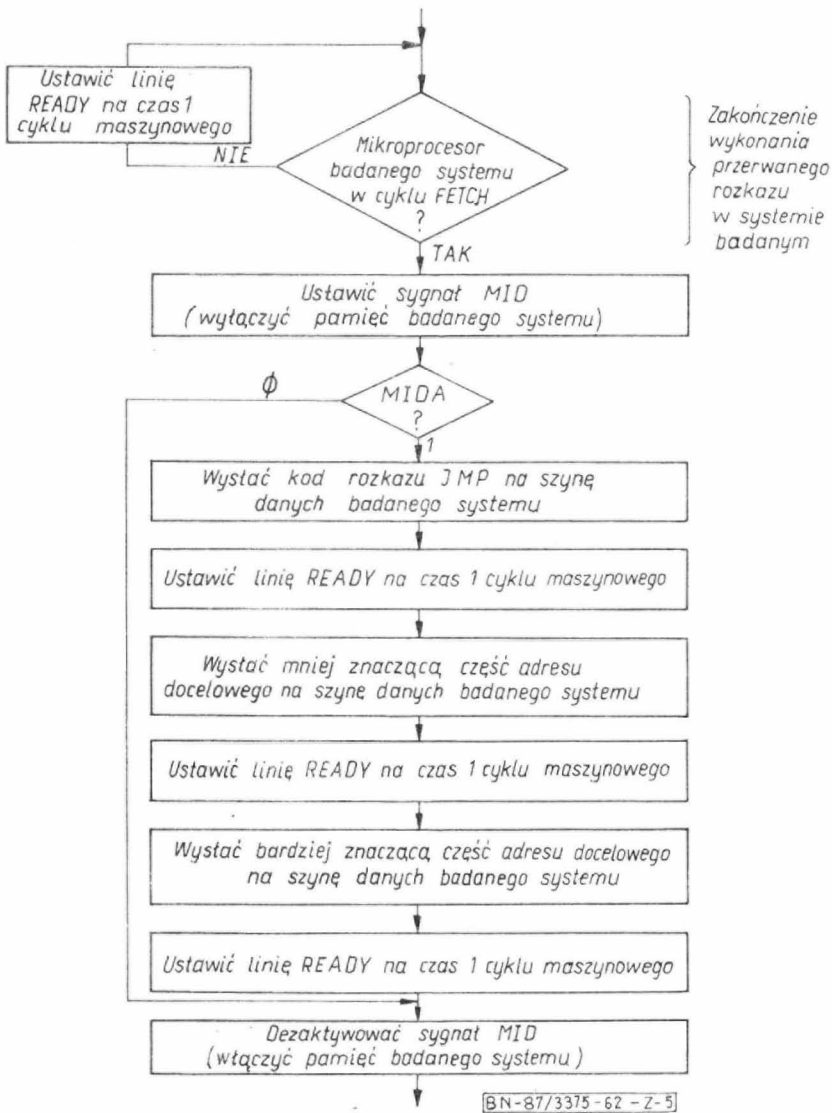 Ustawić linię
READY na czas 1
cyklu maszynowego
NIE
Mikroprocesor
badanego systemu
w cyklu FETCH
?
TAK
Zakończenie
wykonania
przerwanego
rozkazu
w systemie
badanym
Ustawić sygnał MID
(wyłączyć pamięć badanego systemu)
ϕ
MIDA
?
1
Wysłać kod rozkazu JMP na szynę
danych badanego systemu
Ustawić linię READY na czas 1 cyklu maszynowego
Wysłać mniej znaczącą część adresu
docelowego na szynę danych badanego systemu
Ustawić linię READY na czas 1 cyklu maszynowego
Wysłać bardziej znaczącą część adresu docelowego
na szynę danych badanego systemu
Ustawić linię READY na czas 1 cyklu maszynowego
Dezaktywować sygnał MID
(włączyć pamięć badanego systemu)
BN-87/3375-62-Z-5